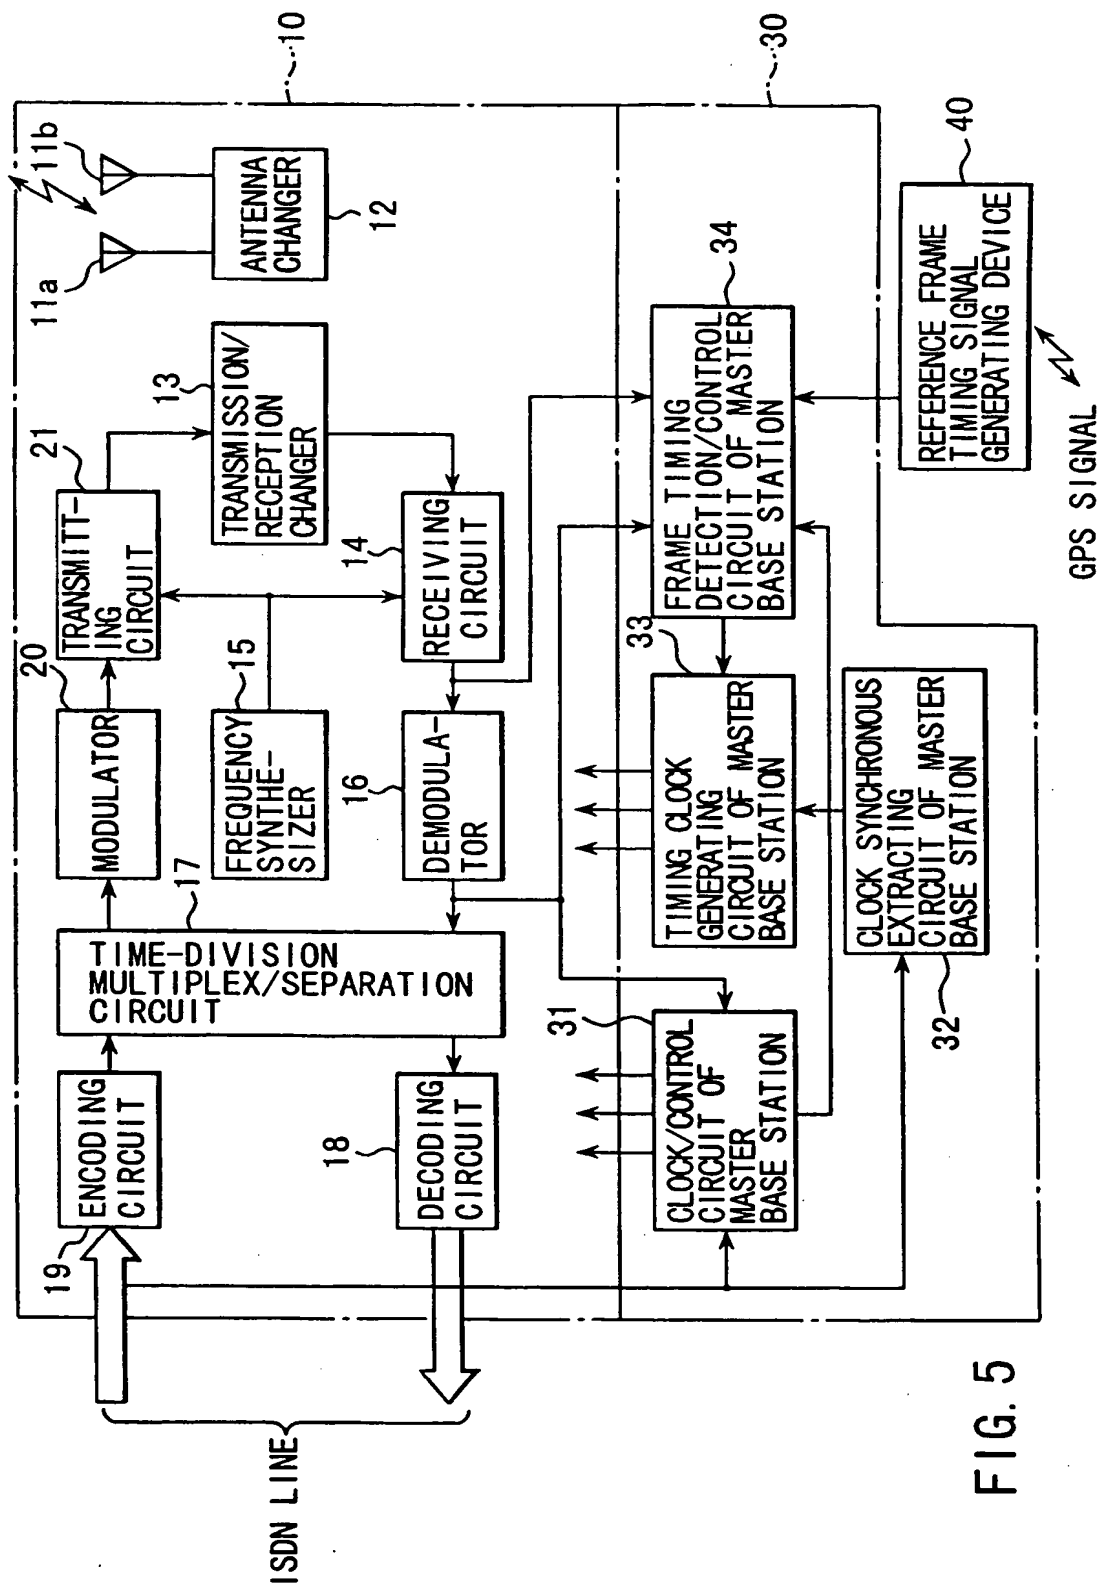 10
30
11b
11a
ANTENNA
CHANGER
12
40
REFERENCE FRAME
TIMING SIGNAL
GENERATING DEVICE
GPS SIGNAL
13
TRANSMISSION/
RECEPTION
CHANGER
34
FRAME TIMING
DETECTION/CONTROL
CIRCUIT OF MASTER
BASE STATION
21
TRANSMITT-
ING
CIRCUIT
14
RECEIVING
CIRCUIT
20
MODULATOR
15
FREQUENCY
SYNTHE-
SIZER
16
DEMODULA-
TOR
33
TIMING CLOCK
GENERATING
CIRCUIT OF MASTER
BASE STATION
CLOCK SYNCHRONOUS
EXTRACTING
CIRCUIT OF MASTER
BASE STATION
32
17
TIME-DIVISION
MULTIPLEX/SEPARATION
CIRCUIT
31
CLOCK/CONTROL
CIRCUIT OF
MASTER
BASE STATION
19
ENCODING
CIRCUIT
18
DECODING
CIRCUIT
ISDN LINE
FIG. 5